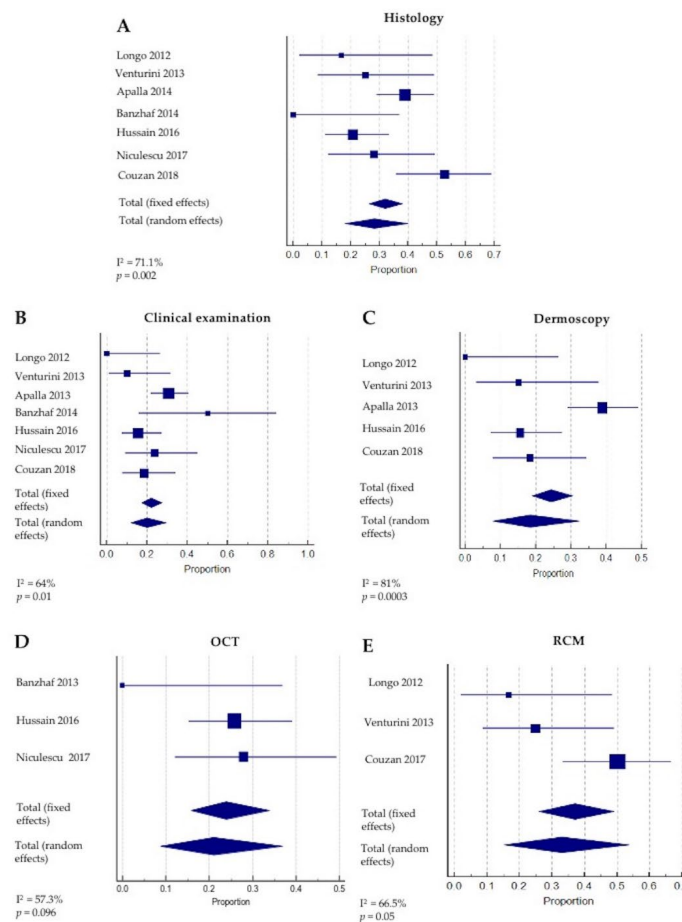 A
Histology
Longo 2012
Venturini 2013
Apalla 2014
Banzhaf 2014
Hussain 2016
Niculescu 2017
Couzan 2018
Total (fixed effects)
Total (random effects)
I² = 71.1%
p = 0.002
0.0 0.1 0.2 0.3 0.4 0.5 0.6 0.7
Proportion
B
Clinical examination
Longo 2012
Venturini 2013
Apalla 2013
Banzhaf 2014
Hussain 2016
Niculescu 2017
Couzan 2018
Total (fixed
effects)
Total (random
effects)
I² = 64%
p = 0.01
0.0 0.2 0.4 0.6 0.8 1.0
Proportion
C
Dermoscopy
Longo 2012
Venturini 2013
Apalla 2013
Hussain 2016
Couzan 2018
Total (fixed
effects)
Total (random
effects)
I² = 81%
p = 0.0003
0.0 0.1 0.2 0.3 0.4 0.5
Proportion
D
OCT
Banzhaf 2013
Hussain 2016
Niculescu 2017
Total (fixed
effects)
Total (random
effects)
I² = 57.3%
p = 0.096
0.0 0.1 0.2 0.3 0.4 0.5
Proportion
E
RCM
Longo 2012
Venturini 2013
Couzan 2017
Total (fixed
effects)
Total (random
effects)
I² = 66.5%
p = 0.05
0.0 0.1 0.2 0.3 0.4 0.5 0.6
Proportion